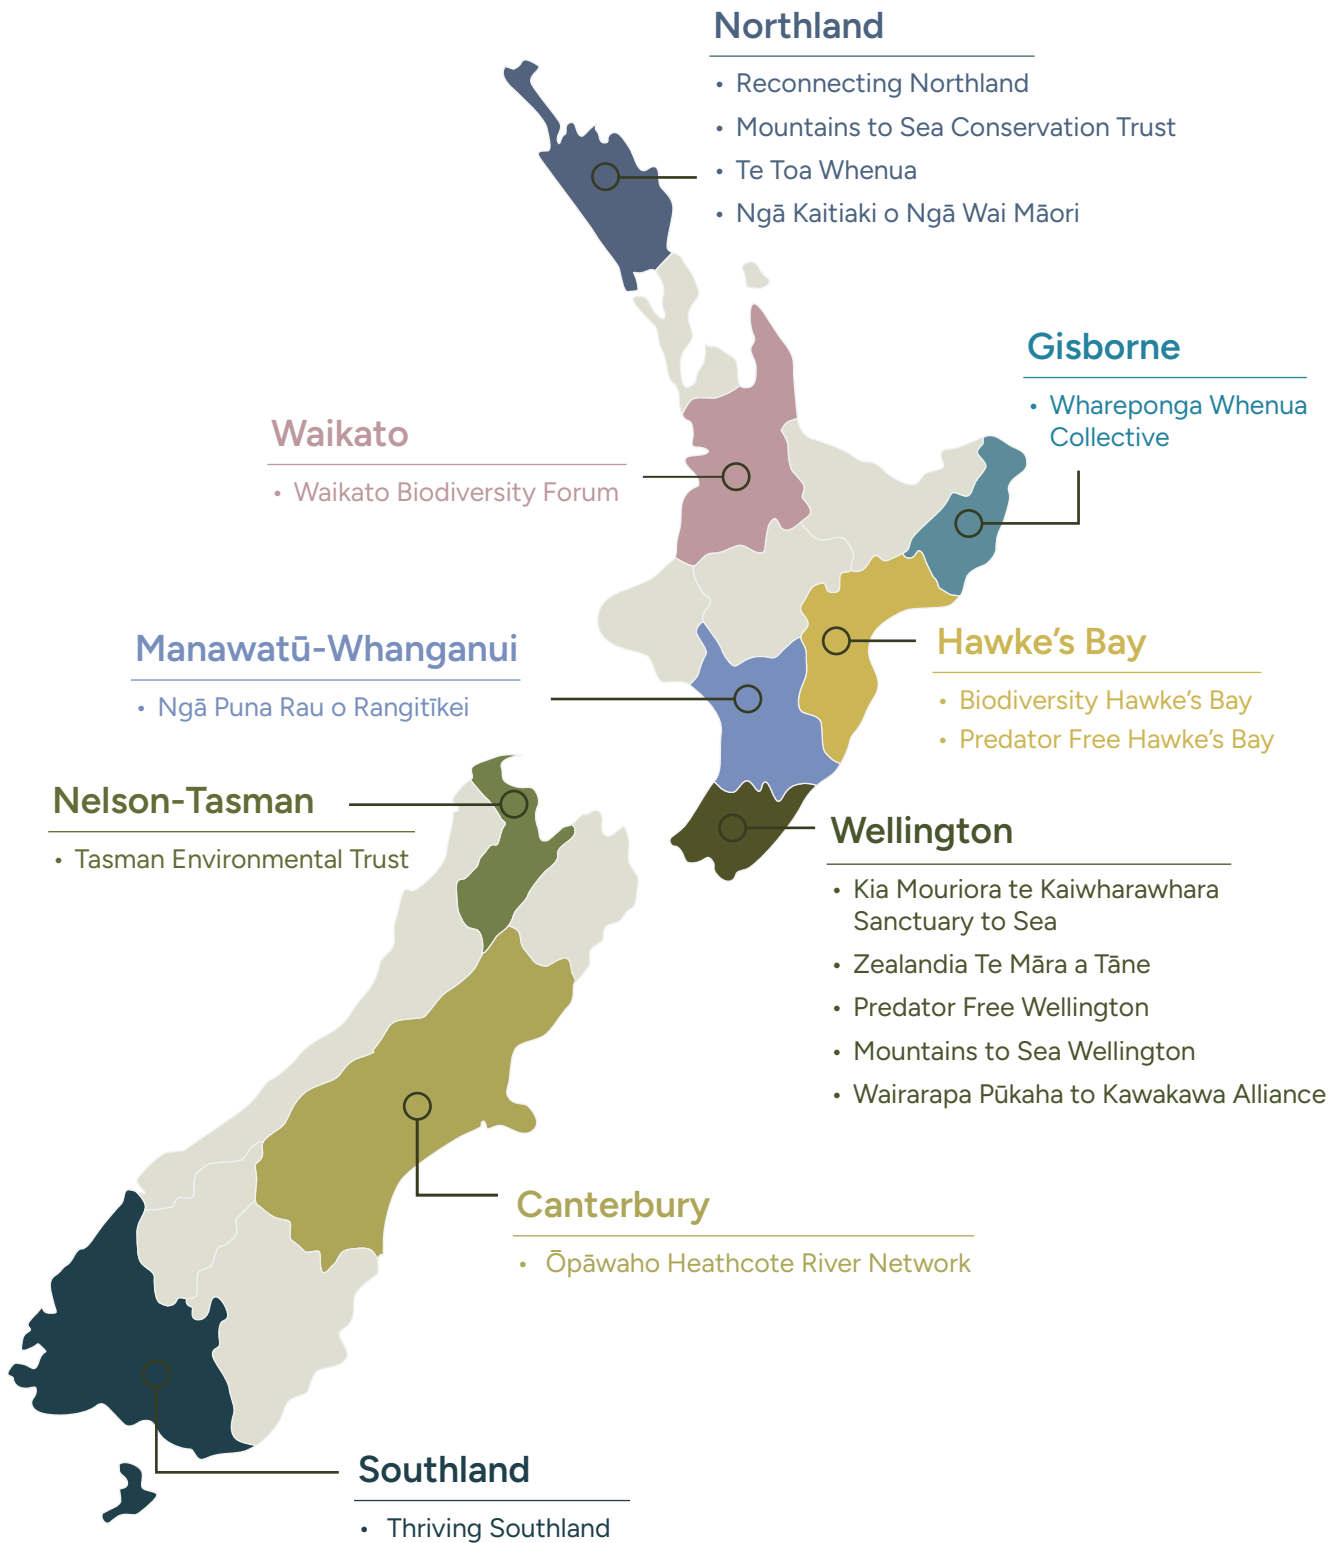 Northland
• Reconnecting Northland
• Mountains to Sea Conservation Trust
• Te Toa Whenua
• Ngā Kaitiaki o Ngā Wai Māori
Gisborne
• Whareponga Whenua
Collective
Waikato
• Waikato Biodiversity Forum
Manawatū-Whanganui
• Ngā Puna Rau o Rangitīkei
Hawke’s Bay
• Biodiversity Hawke’s Bay
• Predator Free Hawke’s Bay
Nelson-Tasman
• Tasman Environmental Trust
Wellington
• Kia Mouriora te Kaiwharawhara
Sanctuary to Sea
• Zealandia Te Māra a Tāne
• Predator Free Wellington
• Mountains to Sea Wellington
• Wairarapa Pūkaha to Kawakawa Alliance
Canterbury
• Ōpāwaho Heathcote River Network
Southland
• Thriving Southland